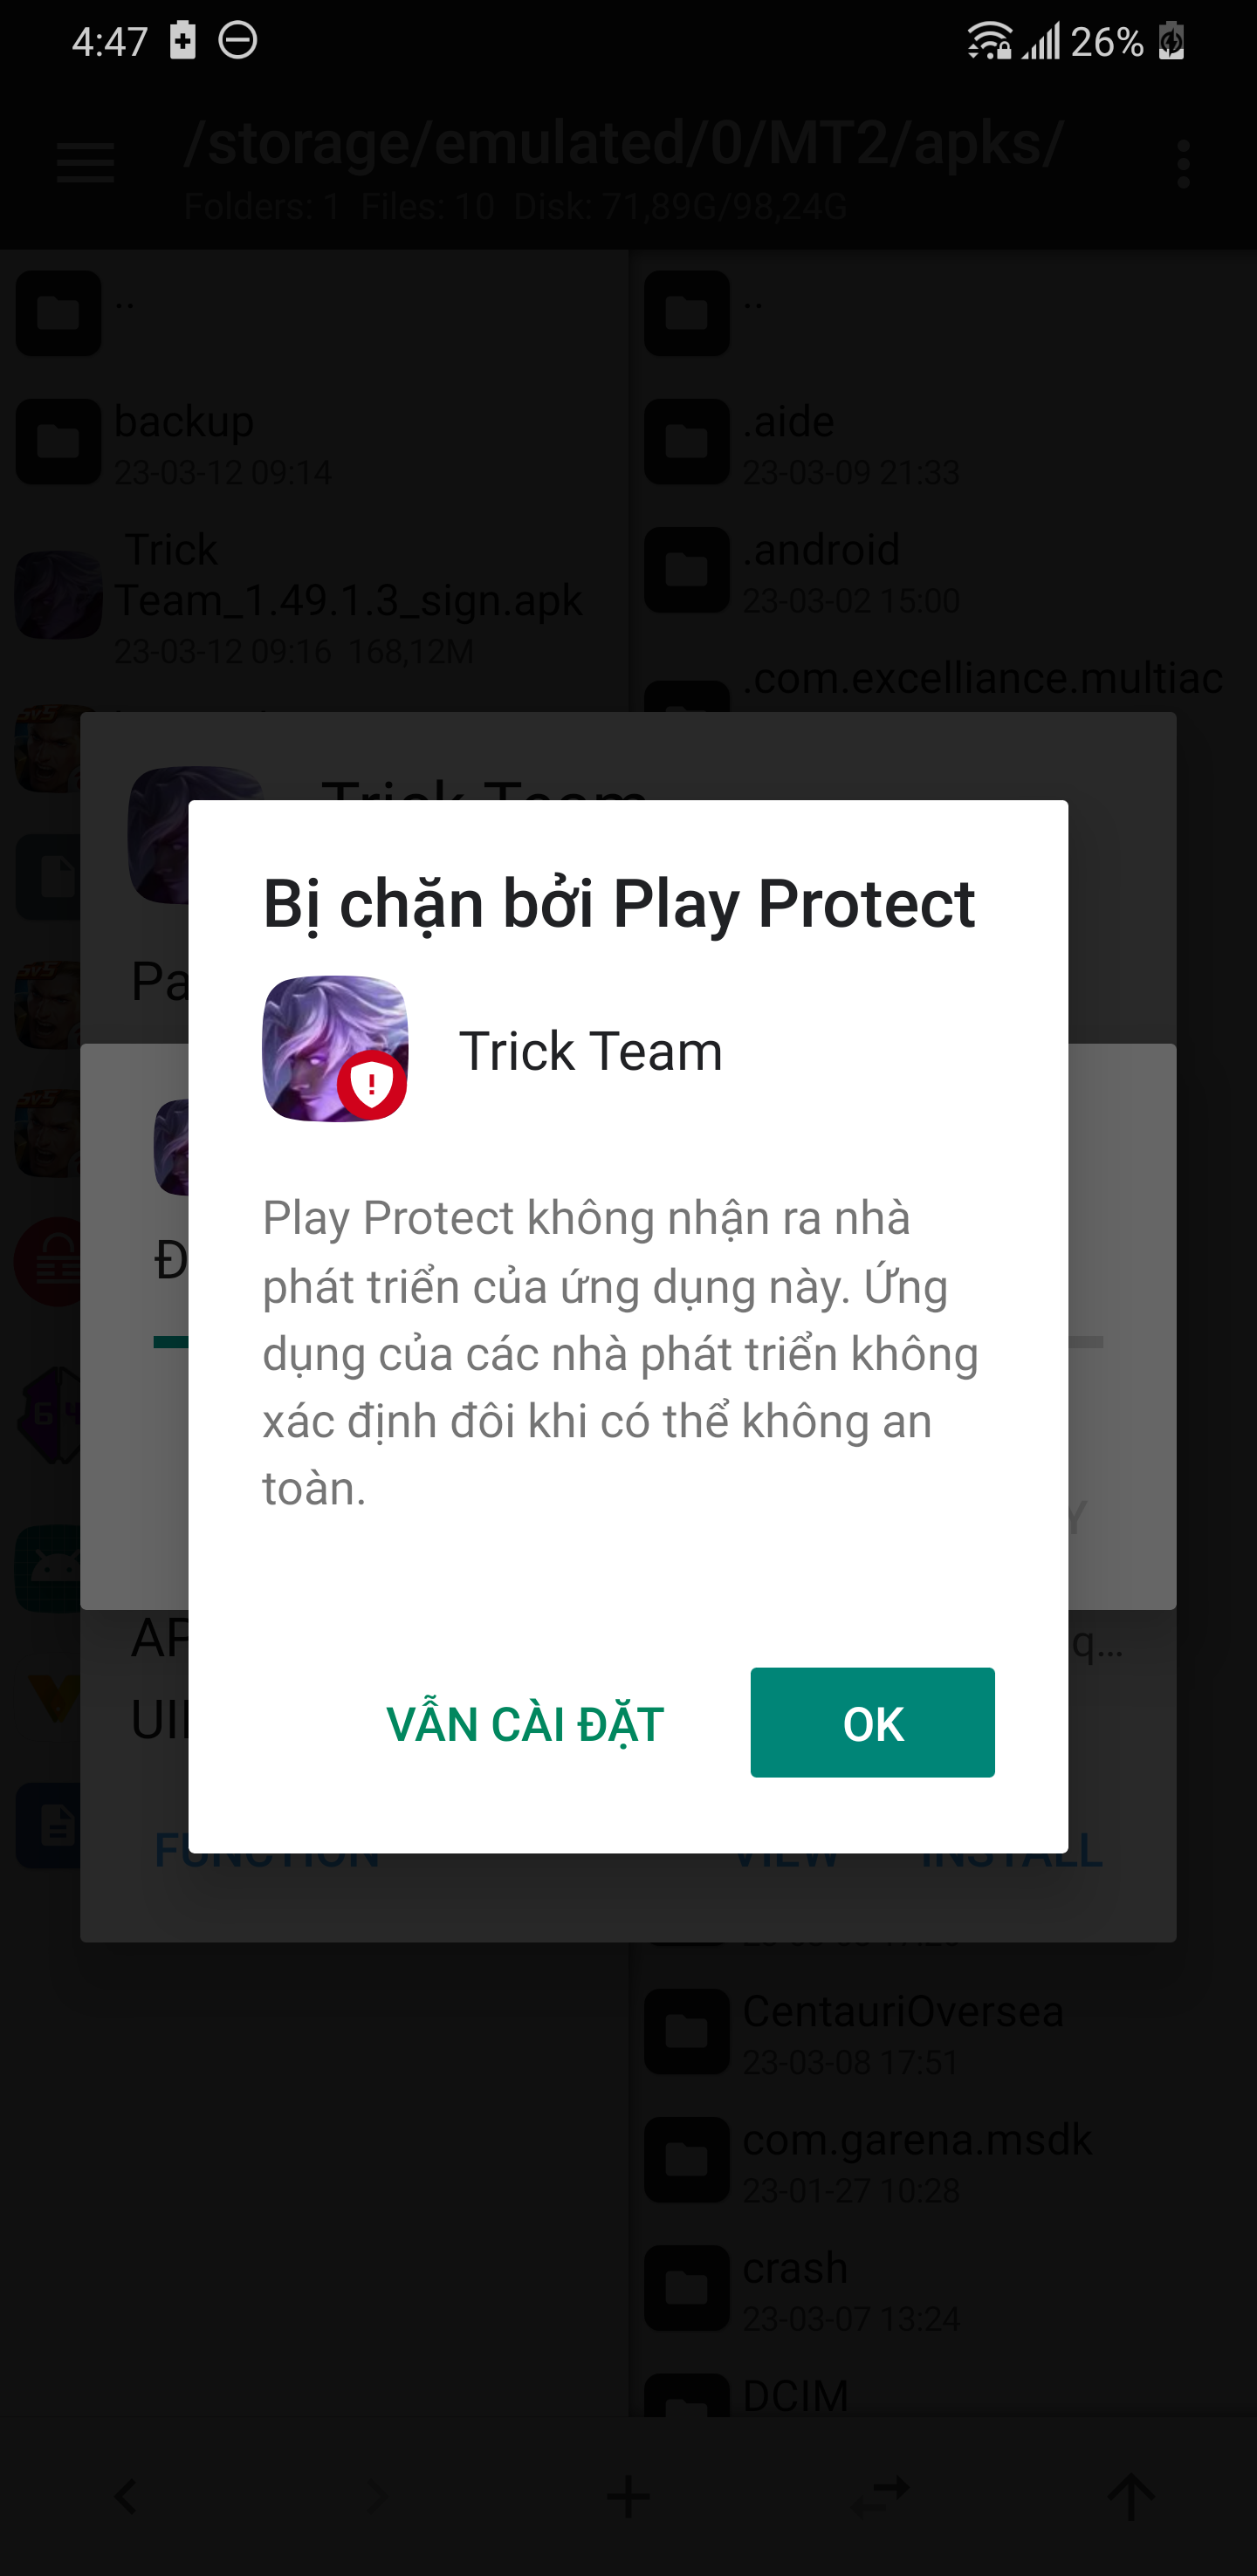 4:47
26%
/storage/emulated/0/MT2/apks/
Folders: 1 Files: 10 Disk: 71,89G/98,24G
..
backup
23-03-12 09:14
Trick
Team_1.49.1.3_sign.apk
23-03-12 09:16 168,12M
..
.aide
23-03-09 21:33
.android
23-03-02 15:00
.com.excelliance.multiac
Trick Team
Bị chặn bởi Play Protect
Trick Team
Play Protect không nhận ra nhà
phát triển của ứng dụng này. Ứng
dụng của các nhà phát triển không
xác định đôi khi có thể không an
toàn.
VẪN CÀI ĐẶT
OK
FUNCTION
VIEW
INSTALL
CentauriOversea
23-03-08 17:51
com.garena.msdk
23-01-27 10:28
crash
23-03-07 13:24
DCIM